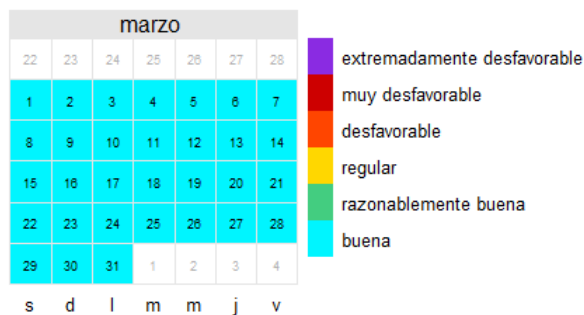 marzo
22 23 24 25 26 27 28
1 2 3 4 5 6 7
8 9 10 11 12 13 14
15 16 17 18 19 20 21
22 23 24 25 26 27 28
29 30 31 1 2 3 4
s d l m m j v
extremadamente desfavorable
muy desfavorable
desfavorable
regular
razonablemente buena
buena